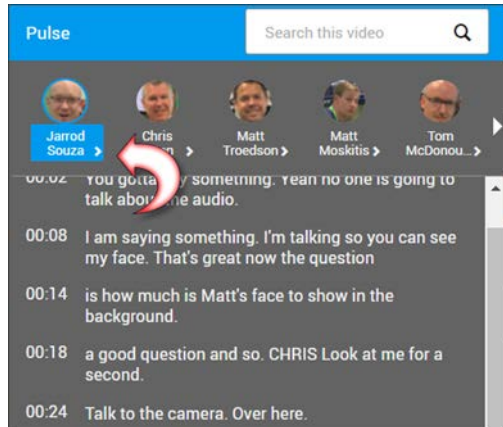 Pulse
Search this video
Jarrod
Souza
Chris
Matt
Troedson
Matt
Moskitis
Tom
McDonou...
00:02 You gotta something. Yeah no one is going to
talk about the audio.
00:08 I am saying something. I'm talking so you can see
my face. That's great now the question
00:14 is how much is Matt's face to show in the
background.
00:18 a good question and so. CHRIS Look at me for a
second.
00:24 Talk to the camera. Over here.